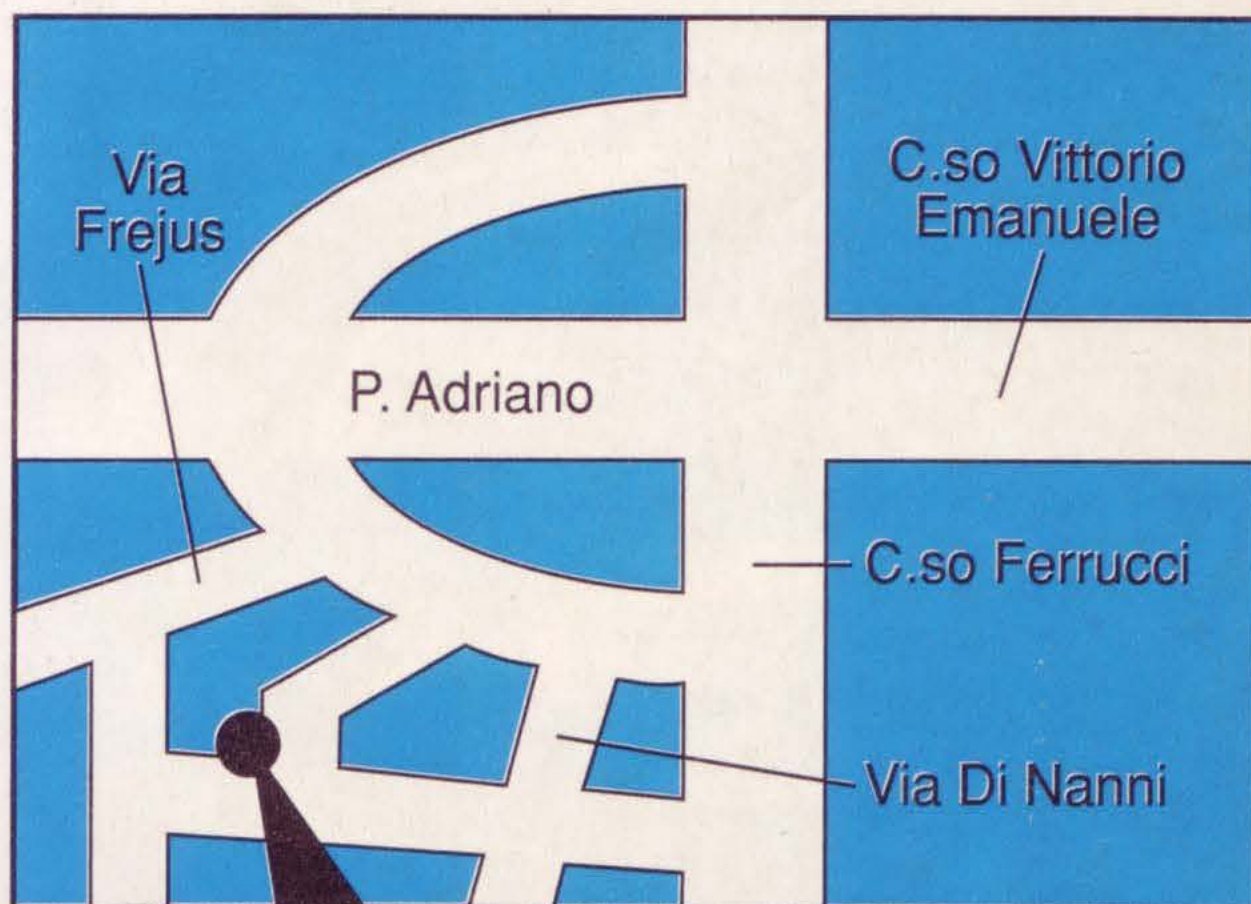 Via
Frejus
C.so Vittorio
Emanuele
P. Adriano
C.so Ferrucci
Via Di Nanni